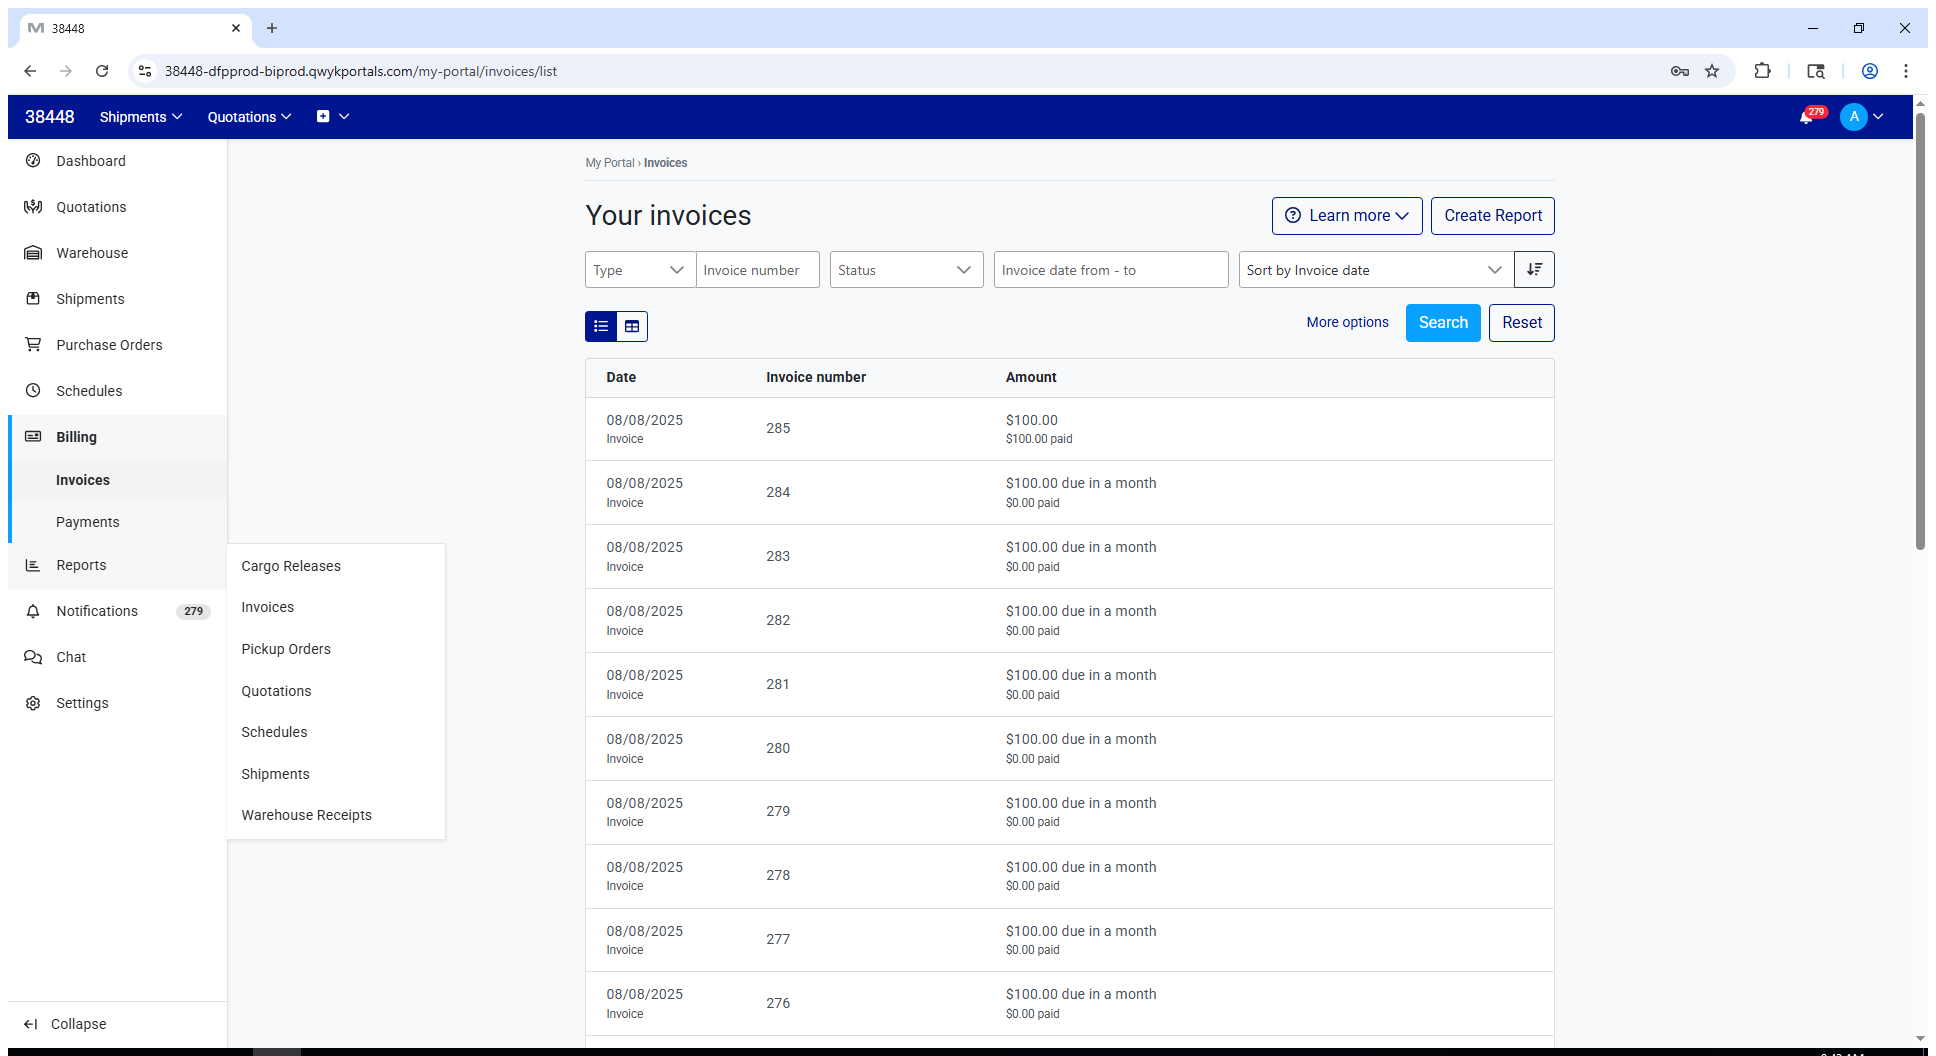 38448
38448-dfpprod-biprod.qwykportals.com/my-portal/invoices/list
38448 Shipments Quotations 279 A
Dashboard
Quotations
Warehouse
Shipments
Purchase Orders
Schedules
Billing
Invoices
Payments
Reports
Notifications 279
Chat
Settings
Collapse
Cargo Releases
Invoices
Pickup Orders
Quotations
Schedules
Shipments
Warehouse Receipts
My Portal › Invoices
Your invoices
Learn more Create Report
Type Invoice number Status Invoice date from - to Sort by Invoice date
More options Search Reset
Date Invoice number Amount
08/08/2025 285 $100.00
Invoice $100.00 paid
08/08/2025 284 $100.00 due in a month
Invoice $0.00 paid
08/08/2025 283 $100.00 due in a month
Invoice $0.00 paid
08/08/2025 282 $100.00 due in a month
Invoice $0.00 paid
08/08/2025 281 $100.00 due in a month
Invoice $0.00 paid
08/08/2025 280 $100.00 due in a month
Invoice $0.00 paid
08/08/2025 279 $100.00 due in a month
Invoice $0.00 paid
08/08/2025 278 $100.00 due in a month
Invoice $0.00 paid
08/08/2025 277 $100.00 due in a month
Invoice $0.00 paid
08/08/2025 276 $100.00 due in a month
Invoice $0.00 paid